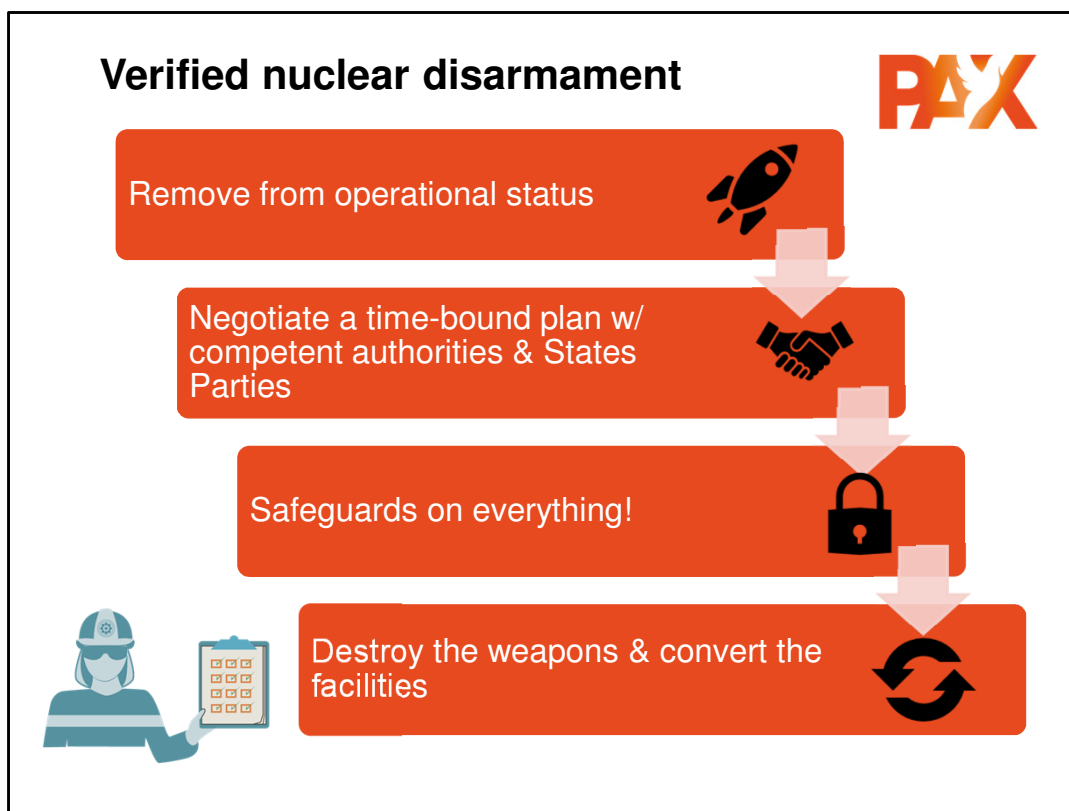 Verified nuclear disarmament
PAX
Remove from operational status
Negotiate a time-bound plan w/
competent authorities & States
Parties
Safeguards on everything!
Destroy the weapons & convert the
facilities